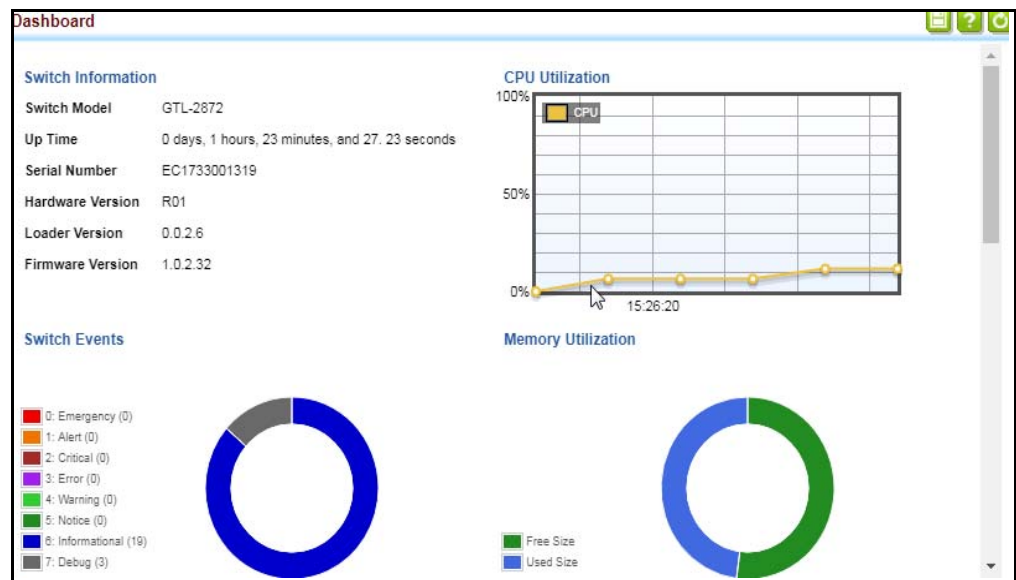 Dashboard
Switch Information
Switch Model GTL-2872
Up Time 0 days, 1 hours, 23 minutes, and 27. 23 seconds
Serial Number EC1733001319
Hardware Version R01
Loader Version 0.0.2.6
Firmware Version 1.0.2.32
CPU Utilization
100%
CPU
50%
0%
15:26:20
Switch Events
0: Emergency (0)
1: Alert (0)
2: Critical (0)
3: Error (0)
4: Warning (0)
5: Notice (0)
6: Informational (19)
7: Debug (3)
Memory Utilization
Free Size
Used Size